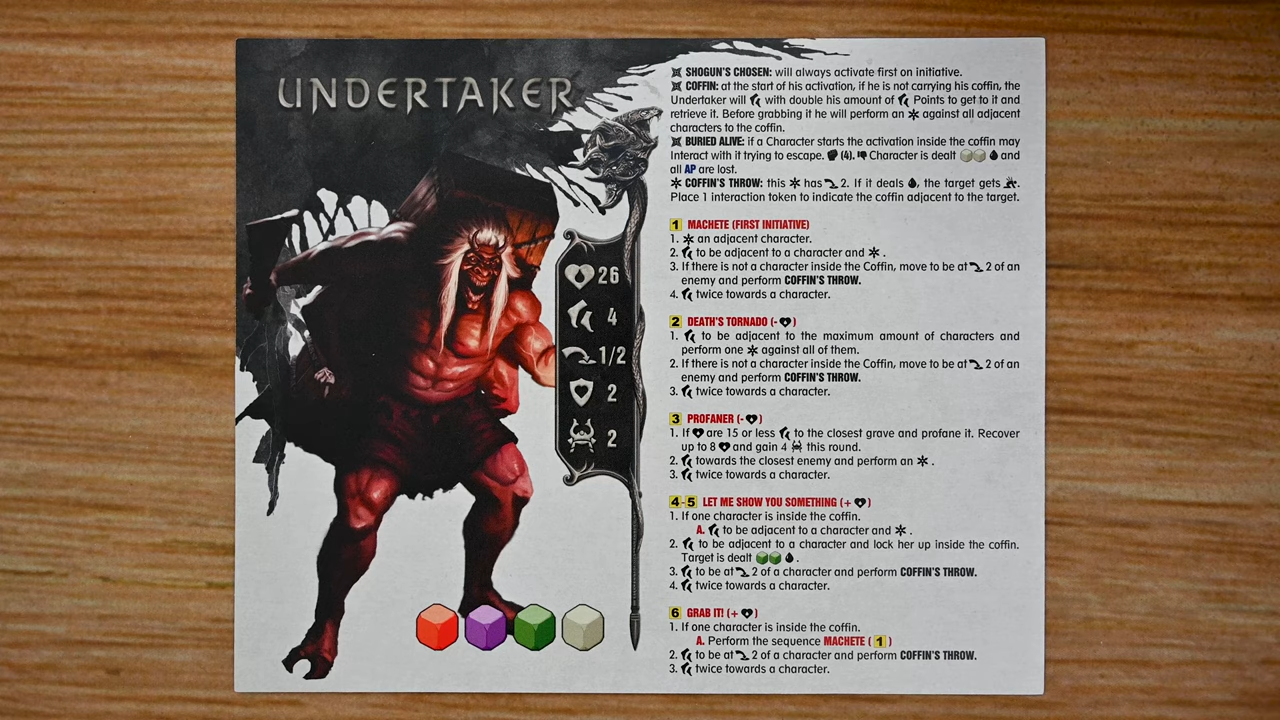 UNDERTAKER
26
4
1/2
2
2
SHOGUN'S CHOSEN: will always activate first on initiative.
COFFIN: at the start of his activation, if he is not carrying his coffin, the
Undertaker will with double his amount of Points to get to it and
retrieve it. Before grabbing it he will perform an against all adjacent
characters to the coffin.
BURIED ALIVE: if a Character starts the activation inside the coffin may
Interact with it trying to escape. (4). Character is dealt and
all AP are lost.
COFFIN'S THROW: this has 2. If it deals , the target gets .
Place 1 interaction token to indicate the coffin adjacent to the target.
1 MACHETE (FIRST INITIATIVE)
1. an adjacent character.
2. to be adjacent to a character and .
3. If there is not a character inside the Coffin, move to be at 2 of an
enemy and perform COFFIN'S THROW.
4. twice towards a character.
2 DEATH'S TORNADO (- )
1. to be adjacent to the maximum amount of characters and
perform one against all of them.
2. If there is not a character inside the Coffin, move to be at 2 of an
enemy and perform COFFIN'S THROW.
3. twice towards a character.
3 PROFANER (- )
1. If are 15 or less to the closest grave and profane it. Recover
up to 8 and gain 4 this round.
2. towards the closest enemy and perform an .
3. twice towards a character.
4-5 LET ME SHOW YOU SOMETHING (+ )
1. If one character is inside the coffin.
A. to be adjacent to a character and .
2. to be adjacent to a character and lock her up inside the coffin.
Target is dealt .
3. to be at 2 of a character and perform COFFIN'S THROW.
4. twice towards a character.
6 GRAB IT! (+ )
1. If one character is inside the coffin.
A. Perform the sequence MACHETE ( 1 )
2. to be at 2 of a character and perform COFFIN'S THROW.
3. twice towards a character.